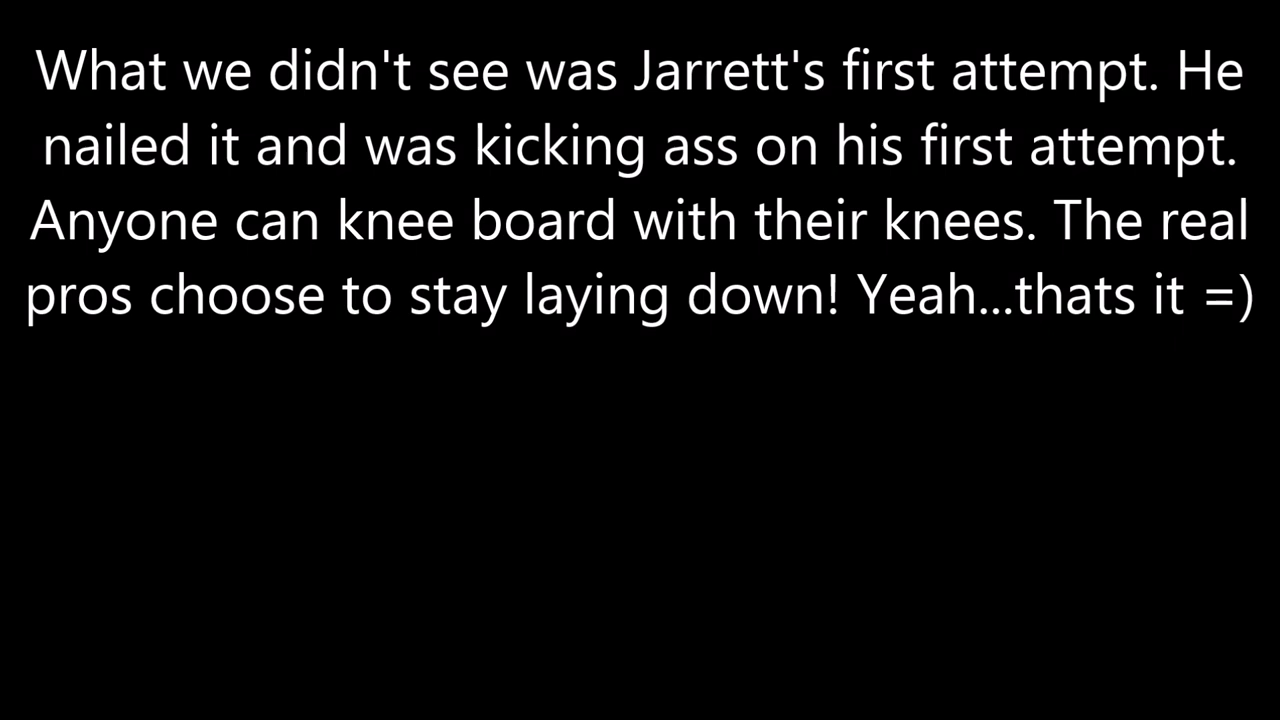 What we didn't see was Jarrett's first attempt. He
nailed it and was kicking ass on his first attempt.
Anyone can knee board with their knees. The real
pros choose to stay laying down! Yeah...thats it =)